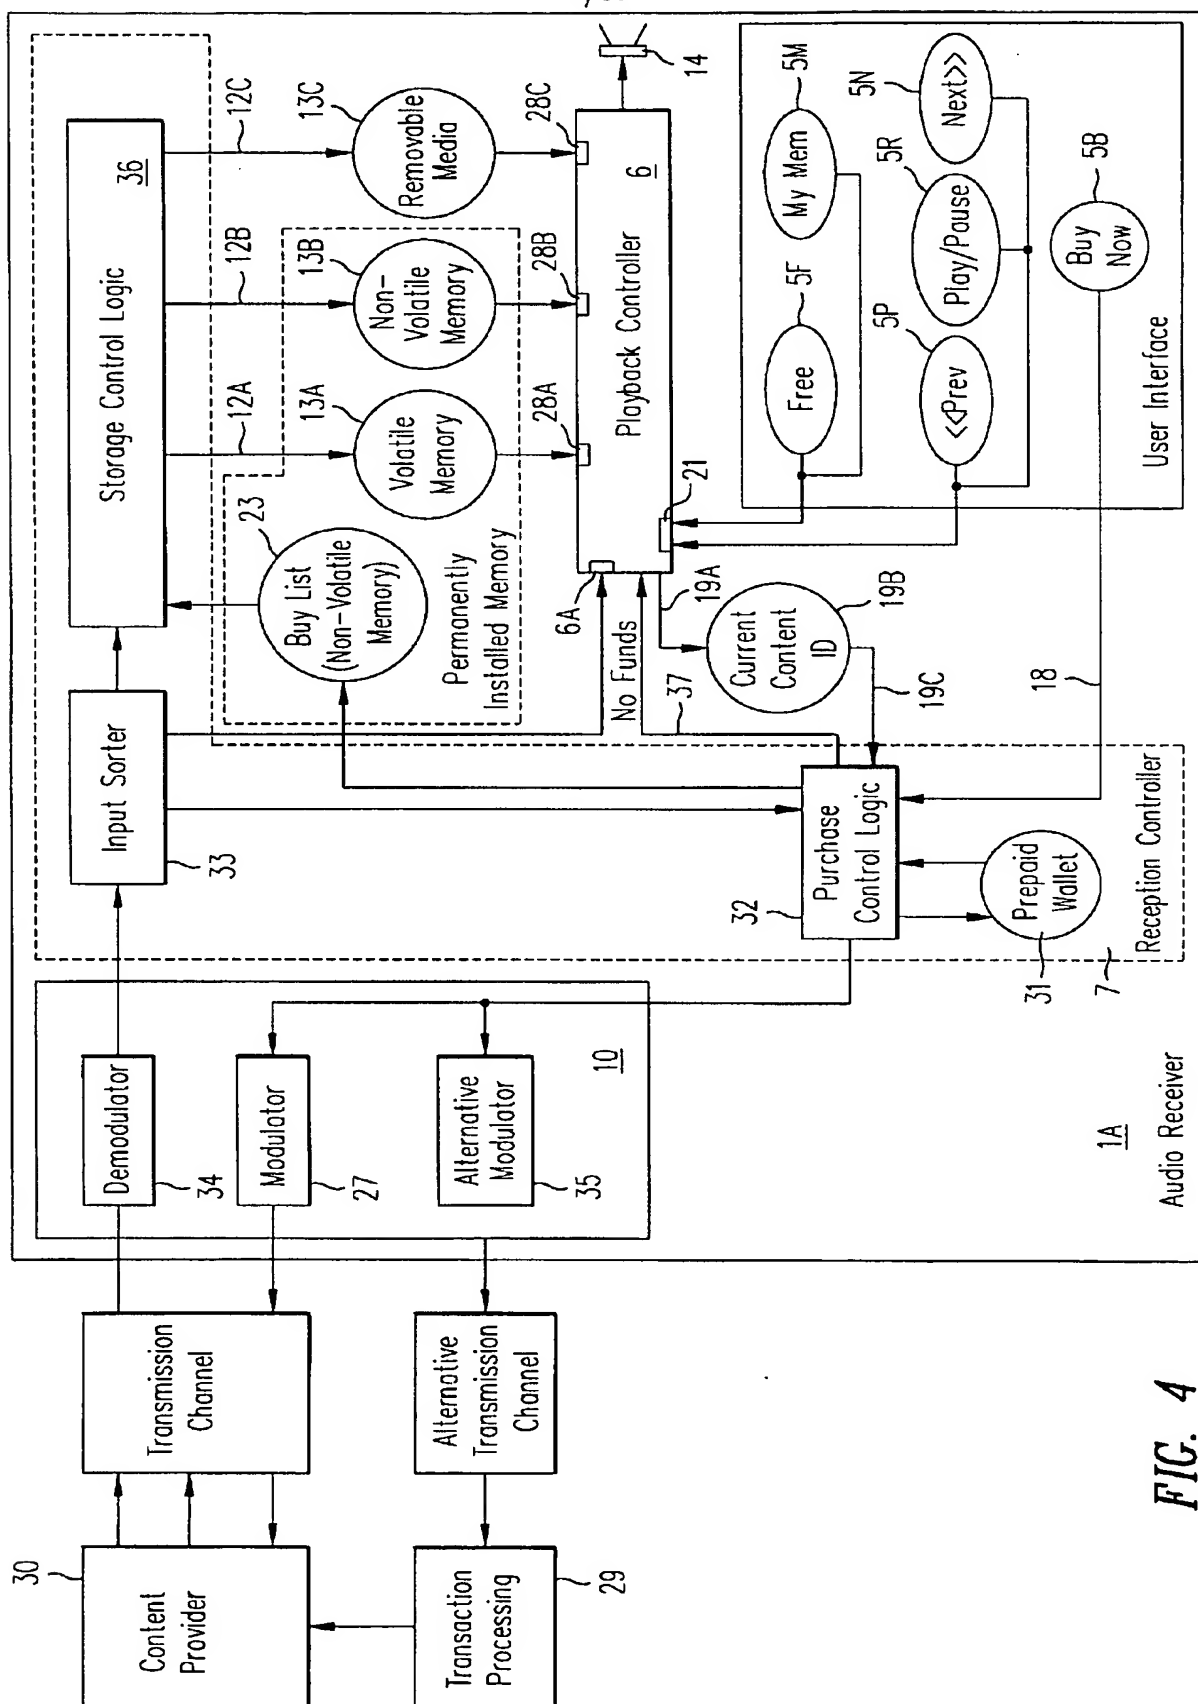 30
Content
Provider
Transmission
Channel
Demodulator
34
Modulator
27
Alternative
Modulator
35
10
Alternative
Transmission
Channel
Transaction
Processing
29
Input Sorter
33
Storage Control Logic
36
Buy List
(Non-Volatile
Memory)
23
12A
12B
12C
13A
Volatile
Memory
13B
Non-
Volatile
Memory
13C
Removable
Media
Permanently
Installed Memory
28A
28B
28C
6A
Playback Controller
6
14
21
No Funds
37
19A
Current
Content
ID
19B
19C
32
Purchase
Control Logic
Prepaid
Wallet
31
7
Reception Controller
18
Free
5F
My Mem
5M
<<Prev
5P
Play/Pause
5R
Next>>
5N
Buy
Now
5B
User Interface
1A
Audio Receiver
FIG. 4